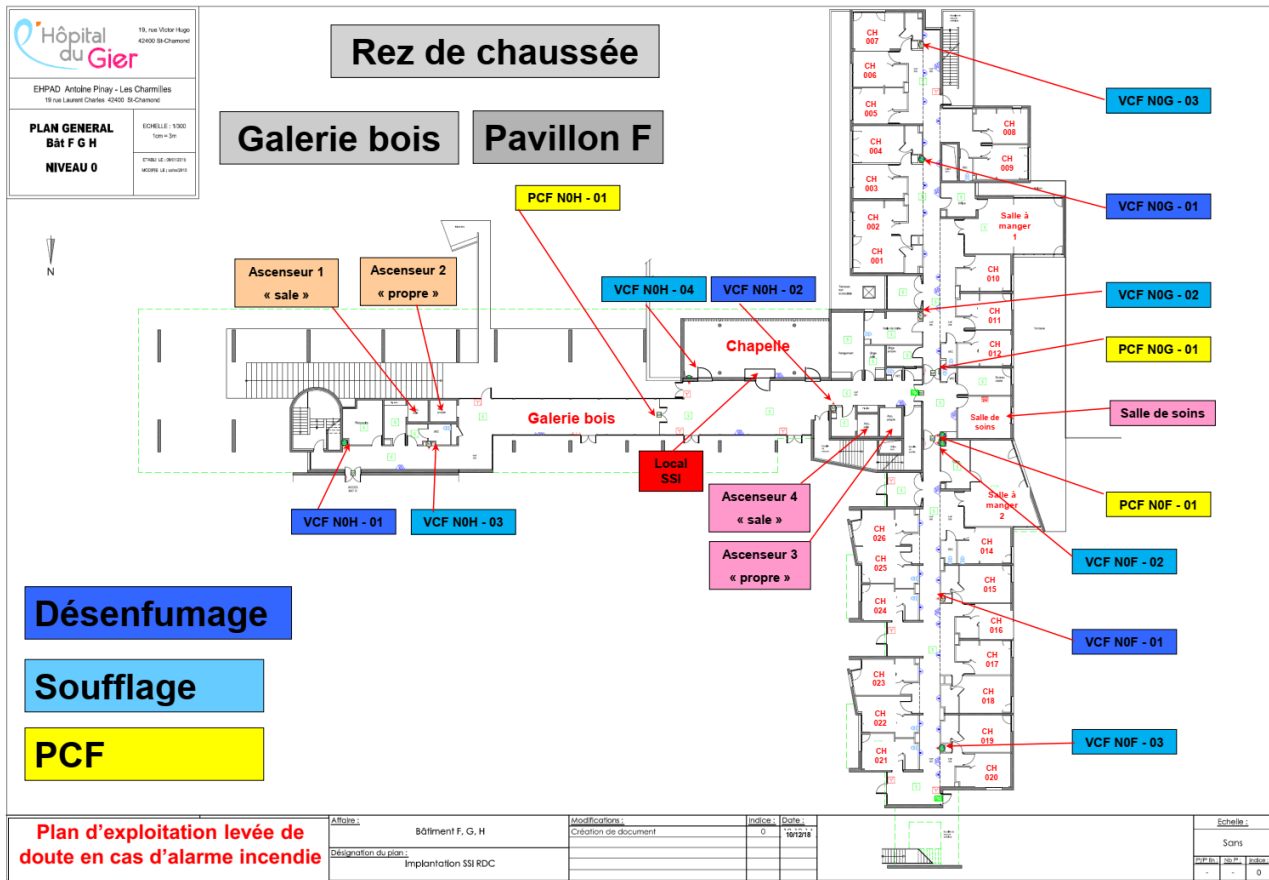 Hôpital
du Gier
19, rue Victor Hugo
42400 St-Chamond
EHPAD Antoine Pinay - Les Charmilles
19 rue Laurent Charles 42400 St-Chamond
PLAN GENERAL
Bât F G H
NIVEAU 0
ECHELLE : 1/300
1cm = 3m
Rez de chaussée
Galerie bois
Pavillon F
N
PCF N0H - 01
Ascenseur 1
« sale »
Ascenseur 2
« propre »
VCF N0H - 04
VCF N0H - 02
Chapelle
Galerie bois
Local
SSI
VCF N0H - 01
VCF N0H - 03
Ascenseur 4
« sale »
Ascenseur 3
« propre »
CH
007
CH
006
CH
005
CH
004
CH
003
CH
002
CH
001
CH
008
CH
009
Salle à
manger
1
CH
010
CH
011
CH
012
Salle de
soins
Salle à
manger
2
CH
014
CH
015
CH
016
CH
017
CH
018
CH
019
CH
020
CH
026
CH
025
CH
024
CH
023
CH
022
CH
021
VCF N0G - 03
VCF N0G - 01
VCF N0G - 02
PCF N0G - 01
Salle de soins
PCF N0F - 01
VCF N0F - 02
VCF N0F - 01
VCF N0F - 03
Désenfumage
Soufflage
PCF
Plan d'exploitation levée de
doute en cas d'alarme incendie
Affaire :
Bâtiment F, G, H
Désignation du plan :
Implantation SSI RDC
Modifications :
Création de document
Indice :
0
Date :
10/12/18
Echelle :
Sans
Indice :
- - 0